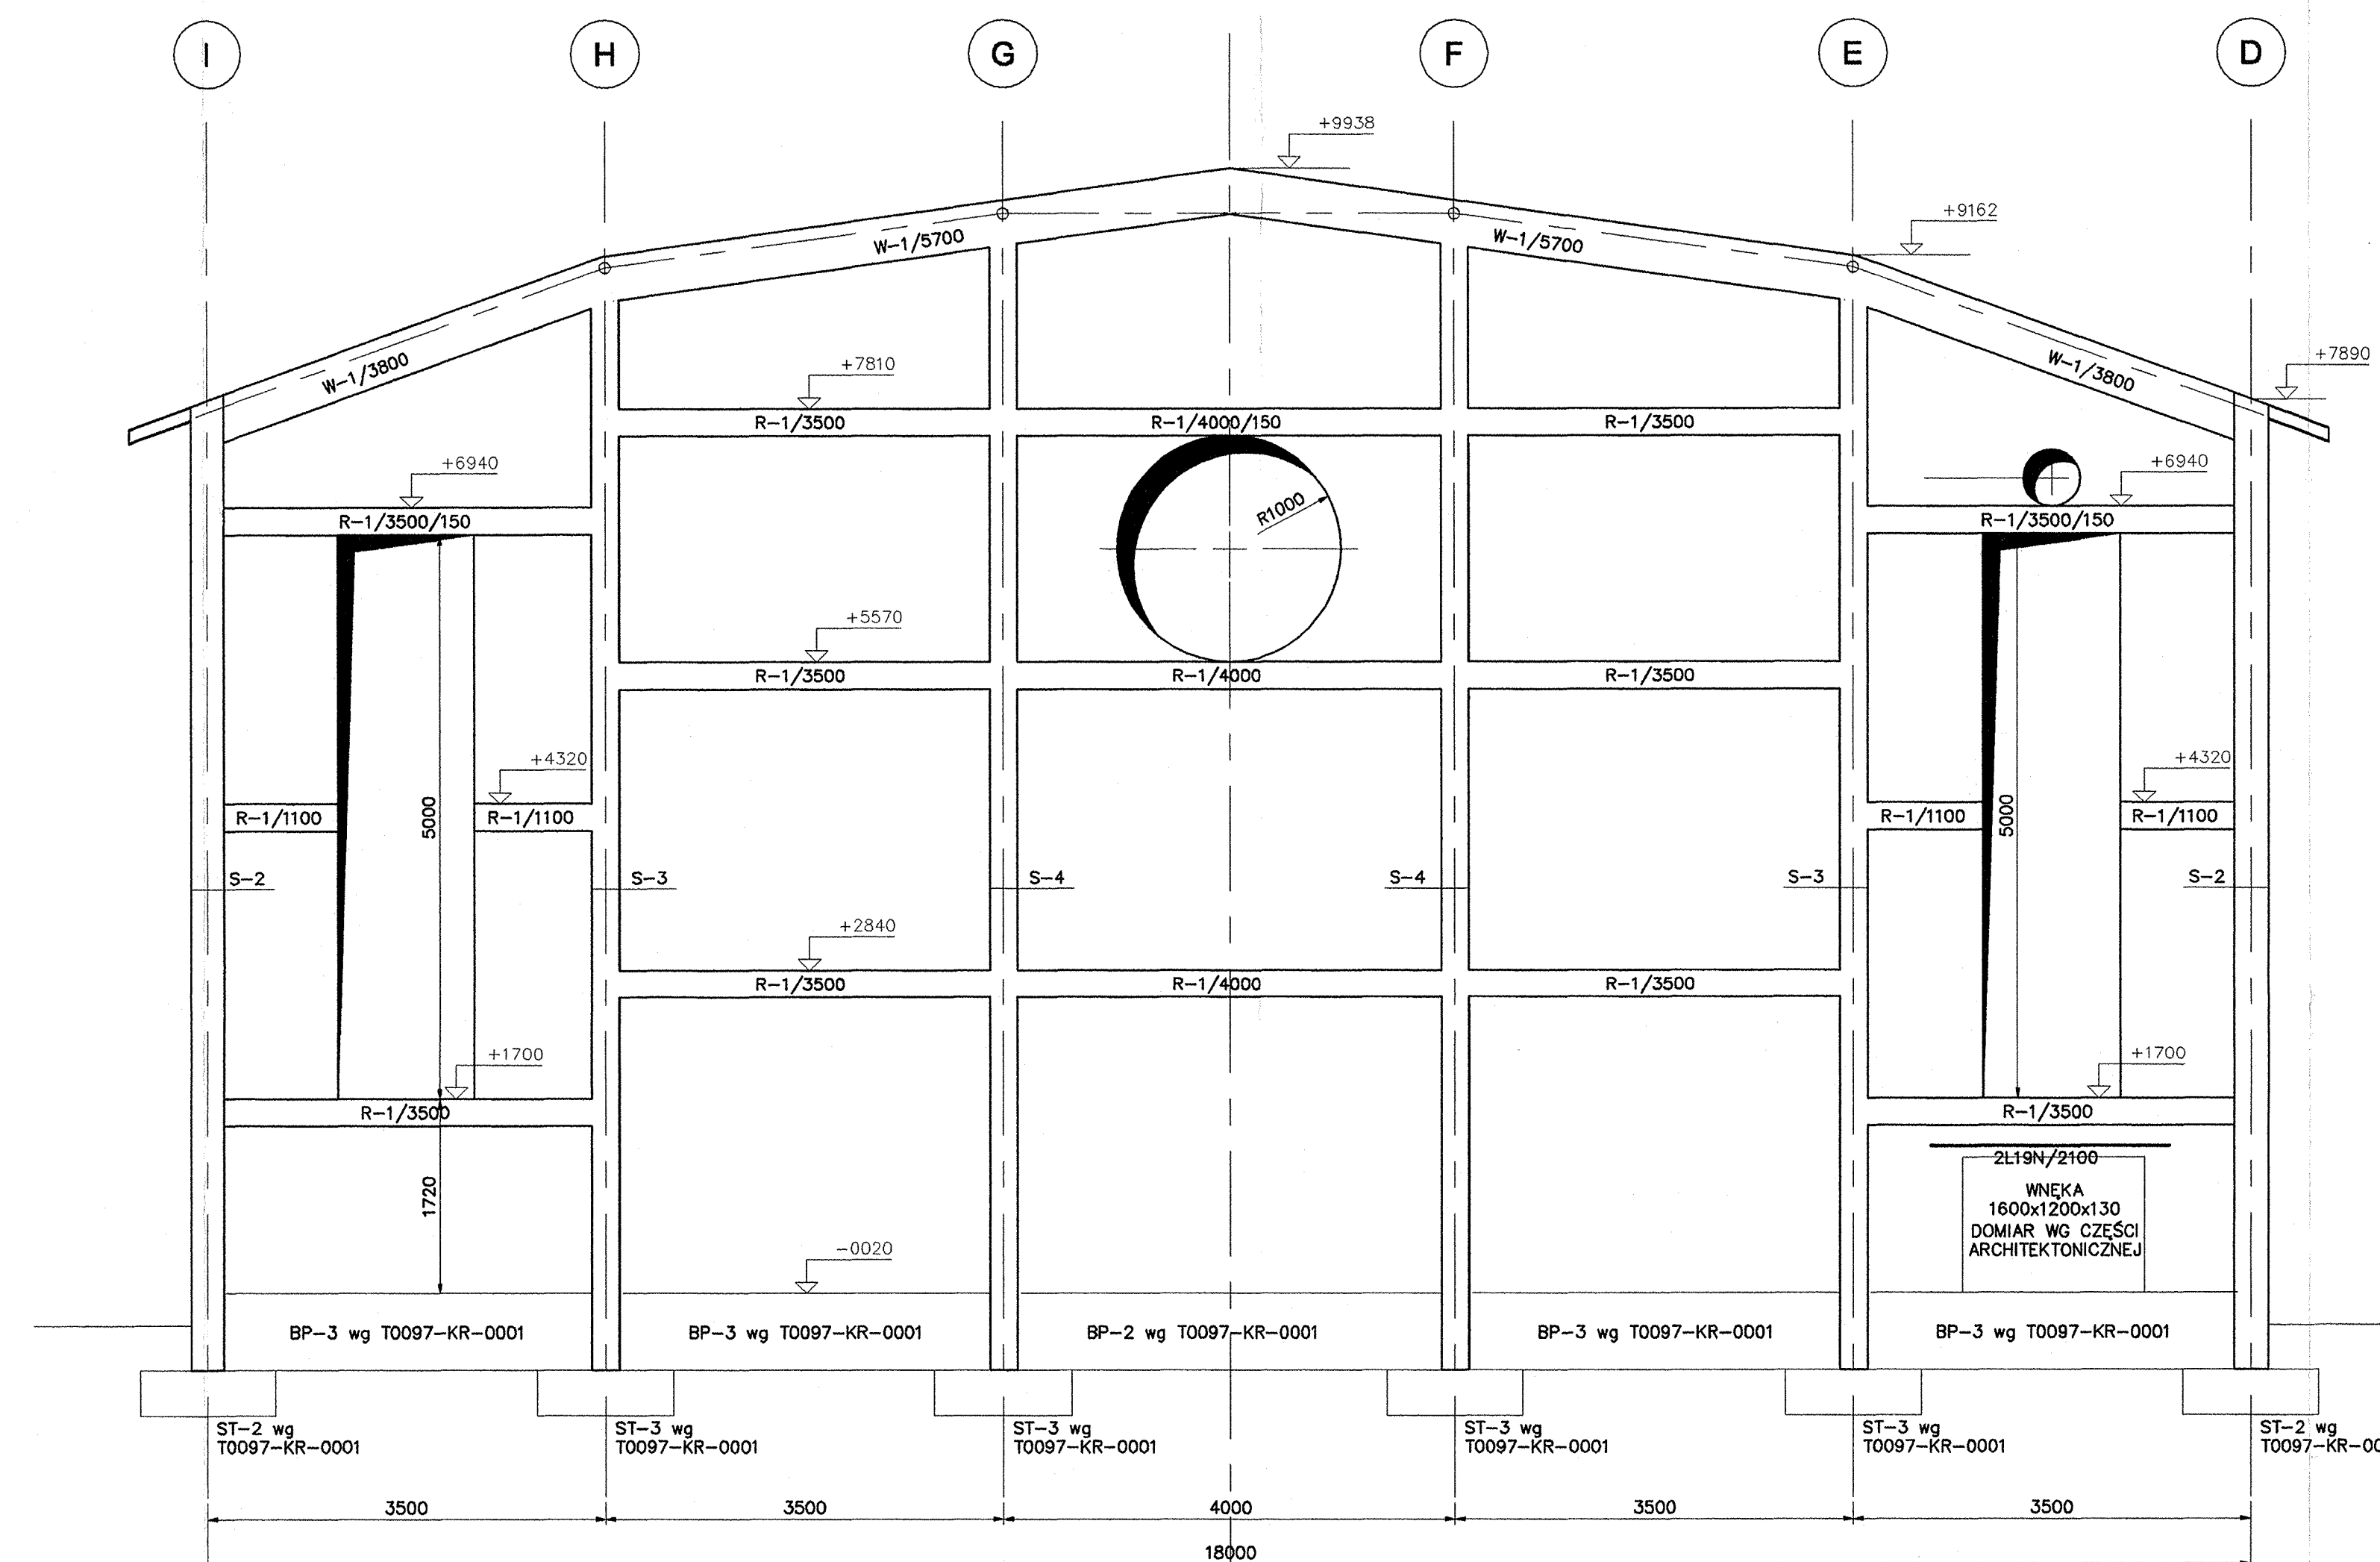 I H G F E D
+9938
+9162
W-1/5700 W-1/5700
+7890
W-1/3800 W-1/3800
+7810
R-1/3500 R-1/4000/150 R-1/3500
+6940 +6940
R-1/3500/150 R-1/3500/150
R1000
+5570
R-1/3500 R-1/4000 R-1/3500
+4320 +4320
R-1/1100 5000 R-1/1100 R-1/1100 5000 R-1/1100
S-2 S-3 S-4 S-4 S-3 S-2
+2840
R-1/3500 R-1/4000 R-1/3500
+1700 +1700
R-1/3500 R-1/3500
2L19N/2100
1720
WNĘKA
1600x1200x130
DOMIAR WG CZĘŚCI
ARCHITEKTONICZNEJ
-0020
BP-3 wg T0097-KR-0001 BP-3 wg T0097-KR-0001 BP-2 wg T0097-KR-0001 BP-3 wg T0097-KR-0001 BP-3 wg T0097-KR-0001
ST-2 wg ST-3 wg ST-3 wg ST-3 wg ST-3 wg ST-2 wg
T0097-KR-0001 T0097-KR-0001 T0097-KR-0001 T0097-KR-0001 T0097-KR-0001 T0097-KR-00
3500 3500 4000 3500 3500
18000